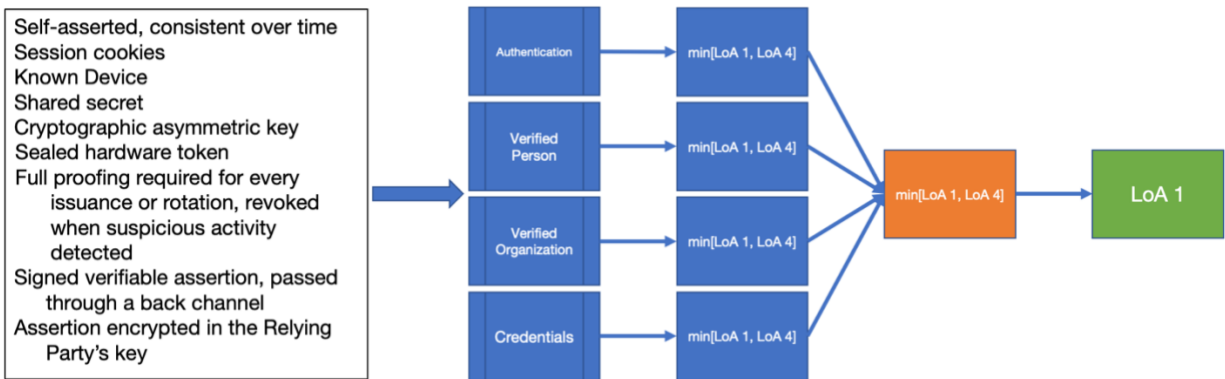 Self-asserted, consistent over time
Session cookies
Known Device
Shared secret
Cryptographic asymmetric key
Sealed hardware token
Full proofing required for every
issuance or rotation, revoked
when suspicious activity
detected
Signed verifiable assertion, passed
through a back channel
Assertion encrypted in the Relying
Party's key
Authentication
min[LoA 1, LoA 4]
Verified
Person
min[LoA 1, LoA 4]
Verified
Organization
min[LoA 1, LoA 4]
Credentials
min[LoA 1, LoA 4]
min[LoA 1, LoA 4]
LoA 1